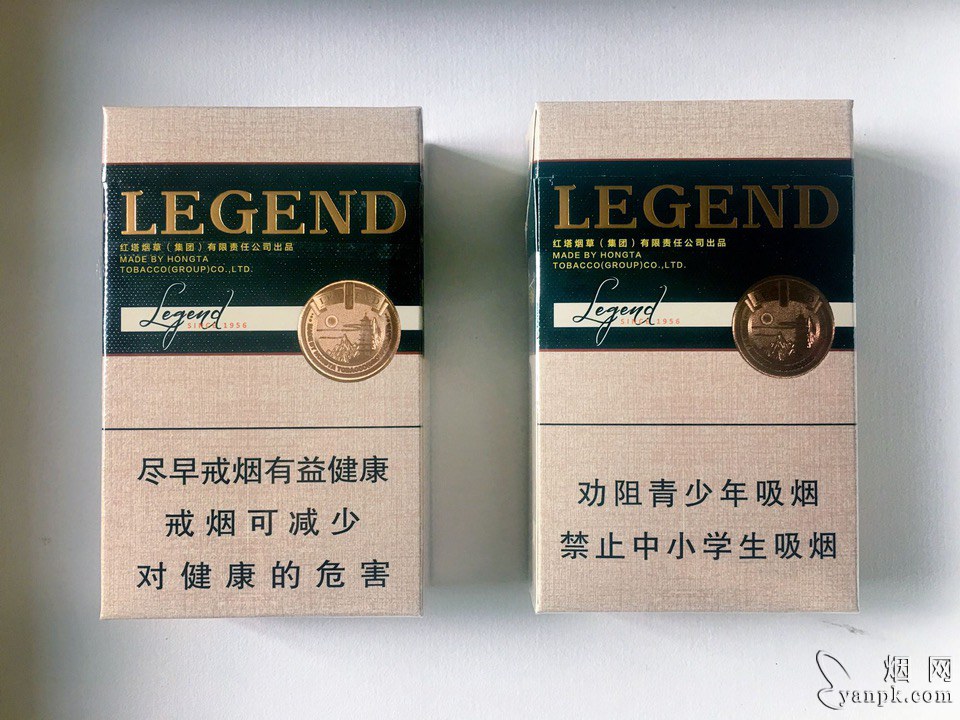 LEGEND
红塔烟草（集团）有限责任公司出品
MADE BY HONGTA
TOBACCO(GROUP)CO.,LTD.
Legend
SINCE 1956
尽早戒烟有益健康
戒烟可减少
对健康的危害
LEGEND
红塔烟草（集团）有限责任公司出品
MADE BY HONGTA
TOBACCO(GROUP)CO.,LTD.
Legend
SINCE 1956
劝阻青少年吸烟
禁止中小学生吸烟
烟网
yanpk.com